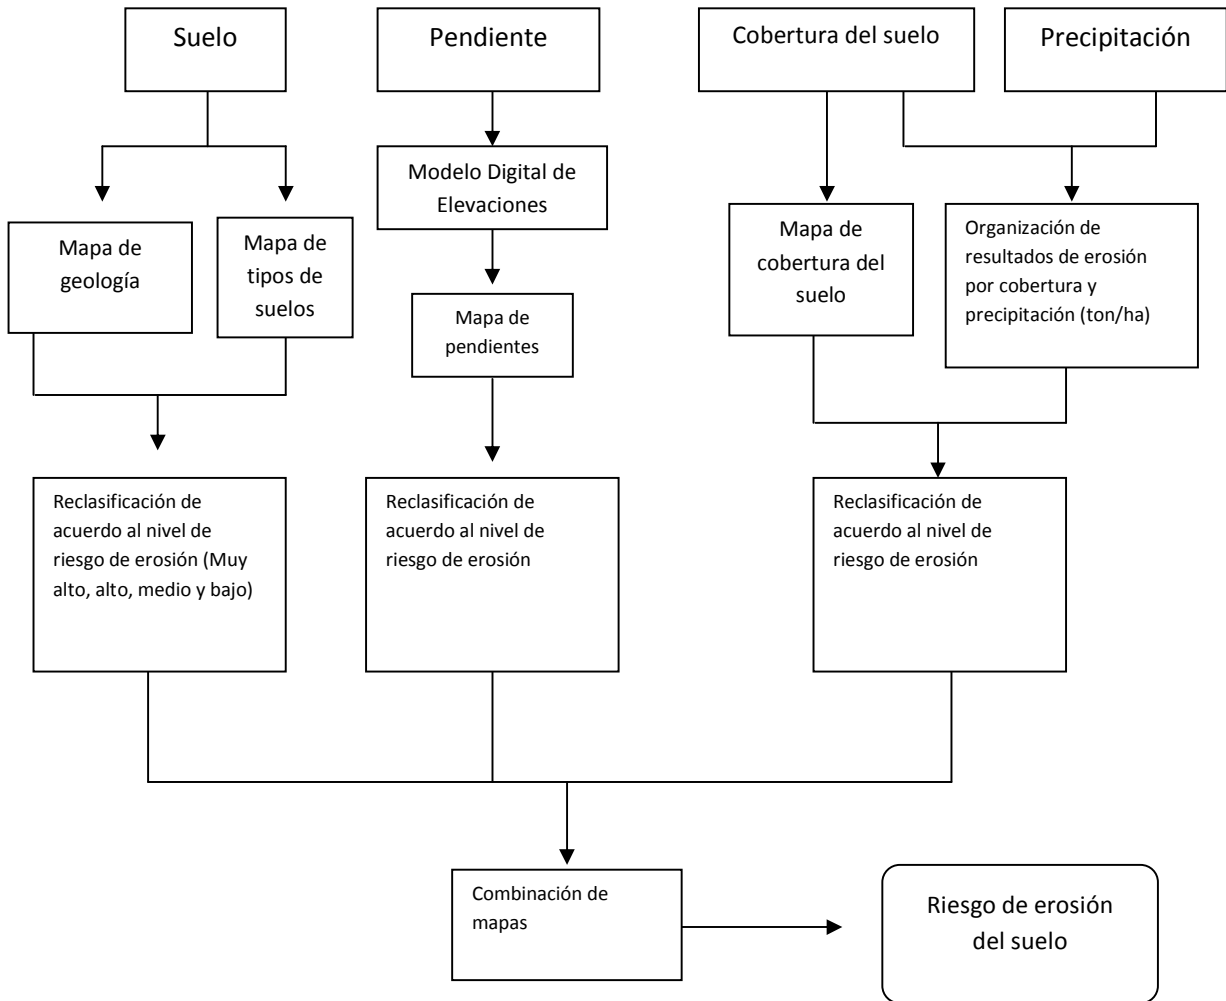 Suelo
Pendiente
Cobertura del suelo
Precipitación
Modelo Digital de
Elevaciones
Mapa de
geología
Mapa de
tipos de
suelos
Mapa de
pendientes
Mapa de
cobertura del
suelo
Organización de
resultados de erosión
por cobertura y
precipitación (ton/ha)
Reclasificación de
acuerdo al nivel de
riesgo de erosión (Muy
alto, alto, medio y bajo)
Reclasificación de
acuerdo al nivel de
riesgo de erosión
Reclasificación de
acuerdo al nivel de
riesgo de erosión
Combinación de
mapas
Riesgo de erosión
del suelo